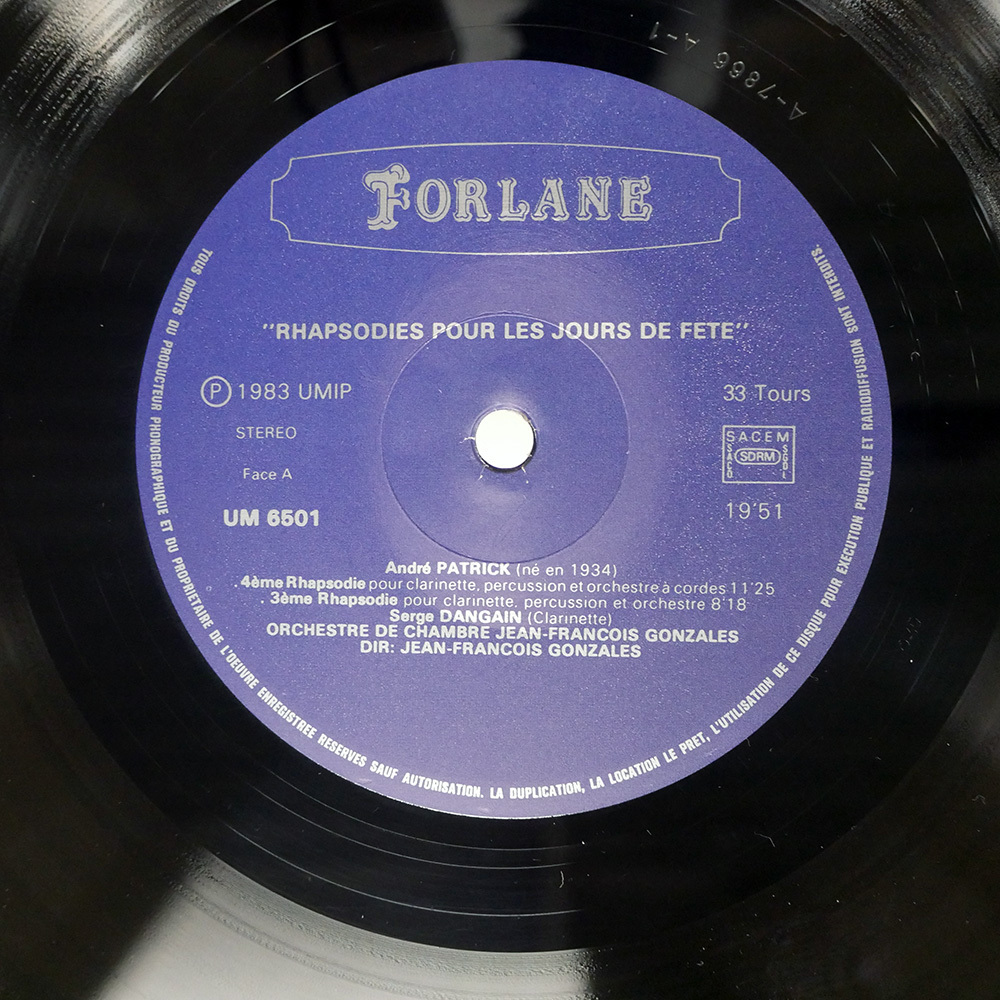 A-7866 A-1
FORLANE
"RHAPSODIES POUR LES JOURS DE FETE"
Ⓟ 1983 UMIP
33 Tours
STEREO
SACEM
SACD
SDRM
SGDL
Face A
19'51
UM 6501
André PATRICK (né en 1934)
. 4ème Rhapsodie pour clarinette, percussion et orchestre à cordes 11'25
. 3ème Rhapsodie pour clarinette, percussion et orchestre 8'18
Serge DANGAIN (Clarinette)
ORCHESTRE DE CHAMBRE JEAN-FRANCOIS GONZALES
DIR: JEAN-FRANCOIS GONZALES
TOUS DROITS DU PRODUCTEUR PHONOGRAPHIQUE ET DU PROPRIETAIRE DE L'OEUVRE ENREGISTREE RESERVES SAUF AUTORISATION. LA DUPLICATION, LA LOCATION LE PRET, L'UTILISATION DE CE DISQUE POUR EXECUTION PUBLIQUE ET RADIODIFFUSION SONT INTERDITS.